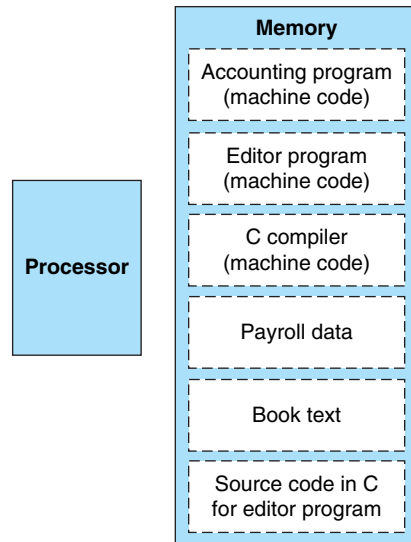 Memory
Accounting program
(machine code)
Editor program
(machine code)
C compiler
(machine code)
Processor
Payroll data
Book text
Source code in C
for editor program